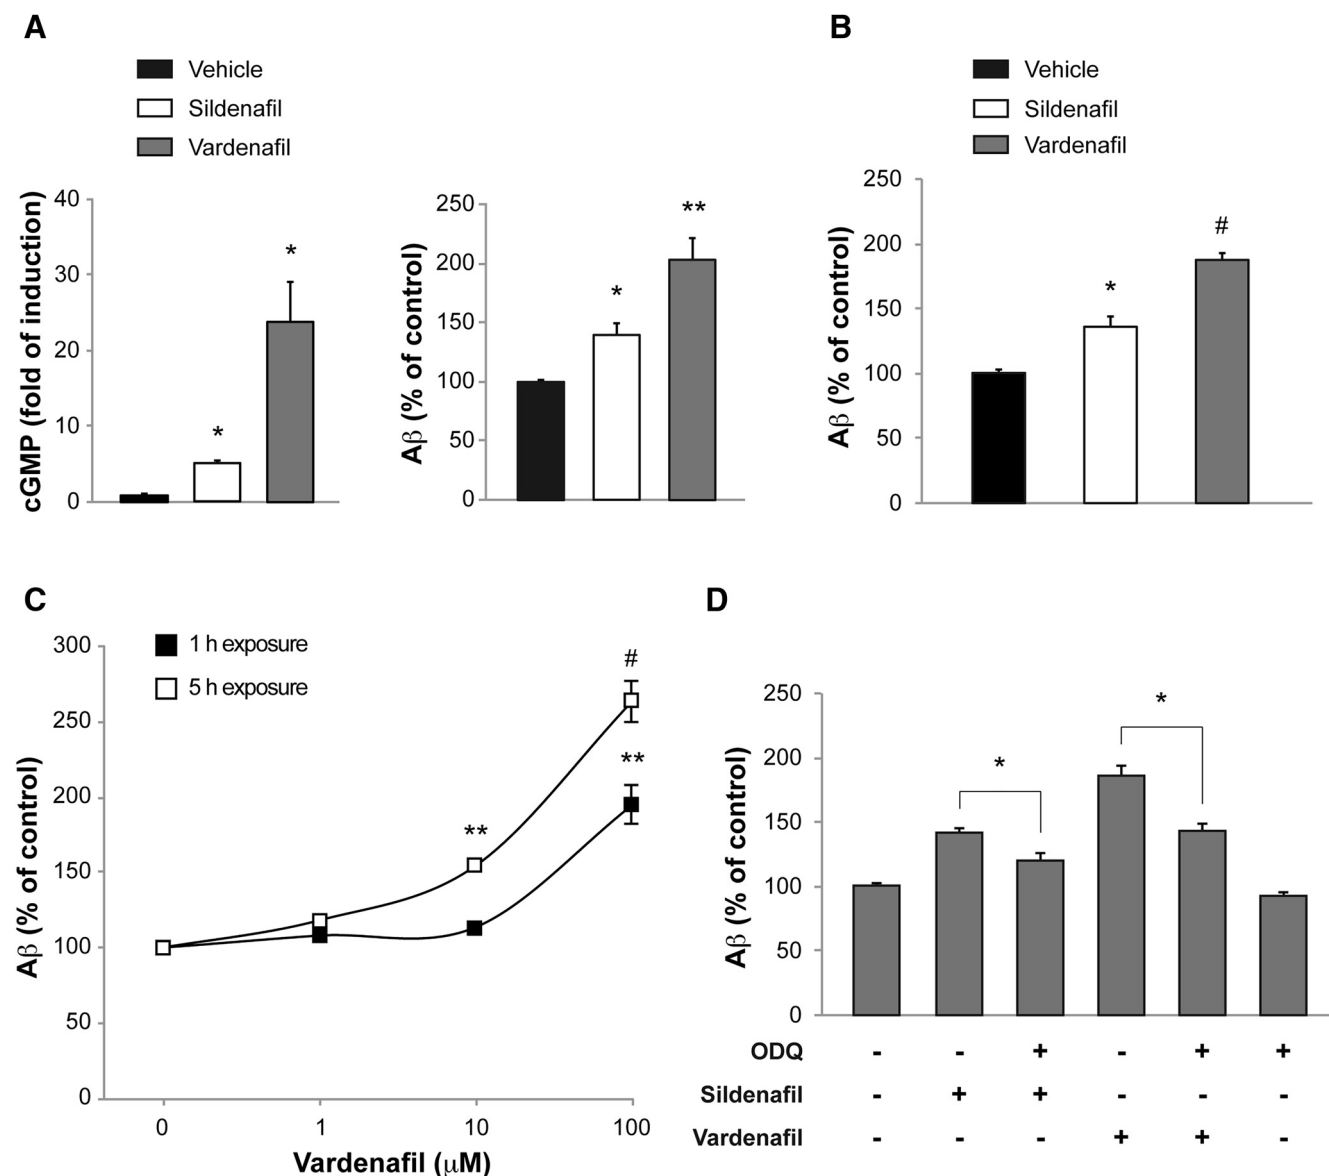 A
Vehicle
Sildenafil
Vardenafil
cGMP (fold of induction)
40
30
20
10
0
*
*
Aβ (% of control)
250
200
150
100
50
0
*
**
B
Vehicle
Sildenafil
Vardenafil
Aβ (% of control)
250
200
150
100
50
0
*
#
C
1 h exposure
5 h exposure
Aβ (% of control)
300
250
200
150
100
50
0
**
#
**
0 1 10 100
Vardenafil (μM)
D
Aβ (% of control)
250
200
150
100
50
0
*
*
ODQ - - + - + +
Sildenafil - + + - - -
Vardenafil - - - + + -